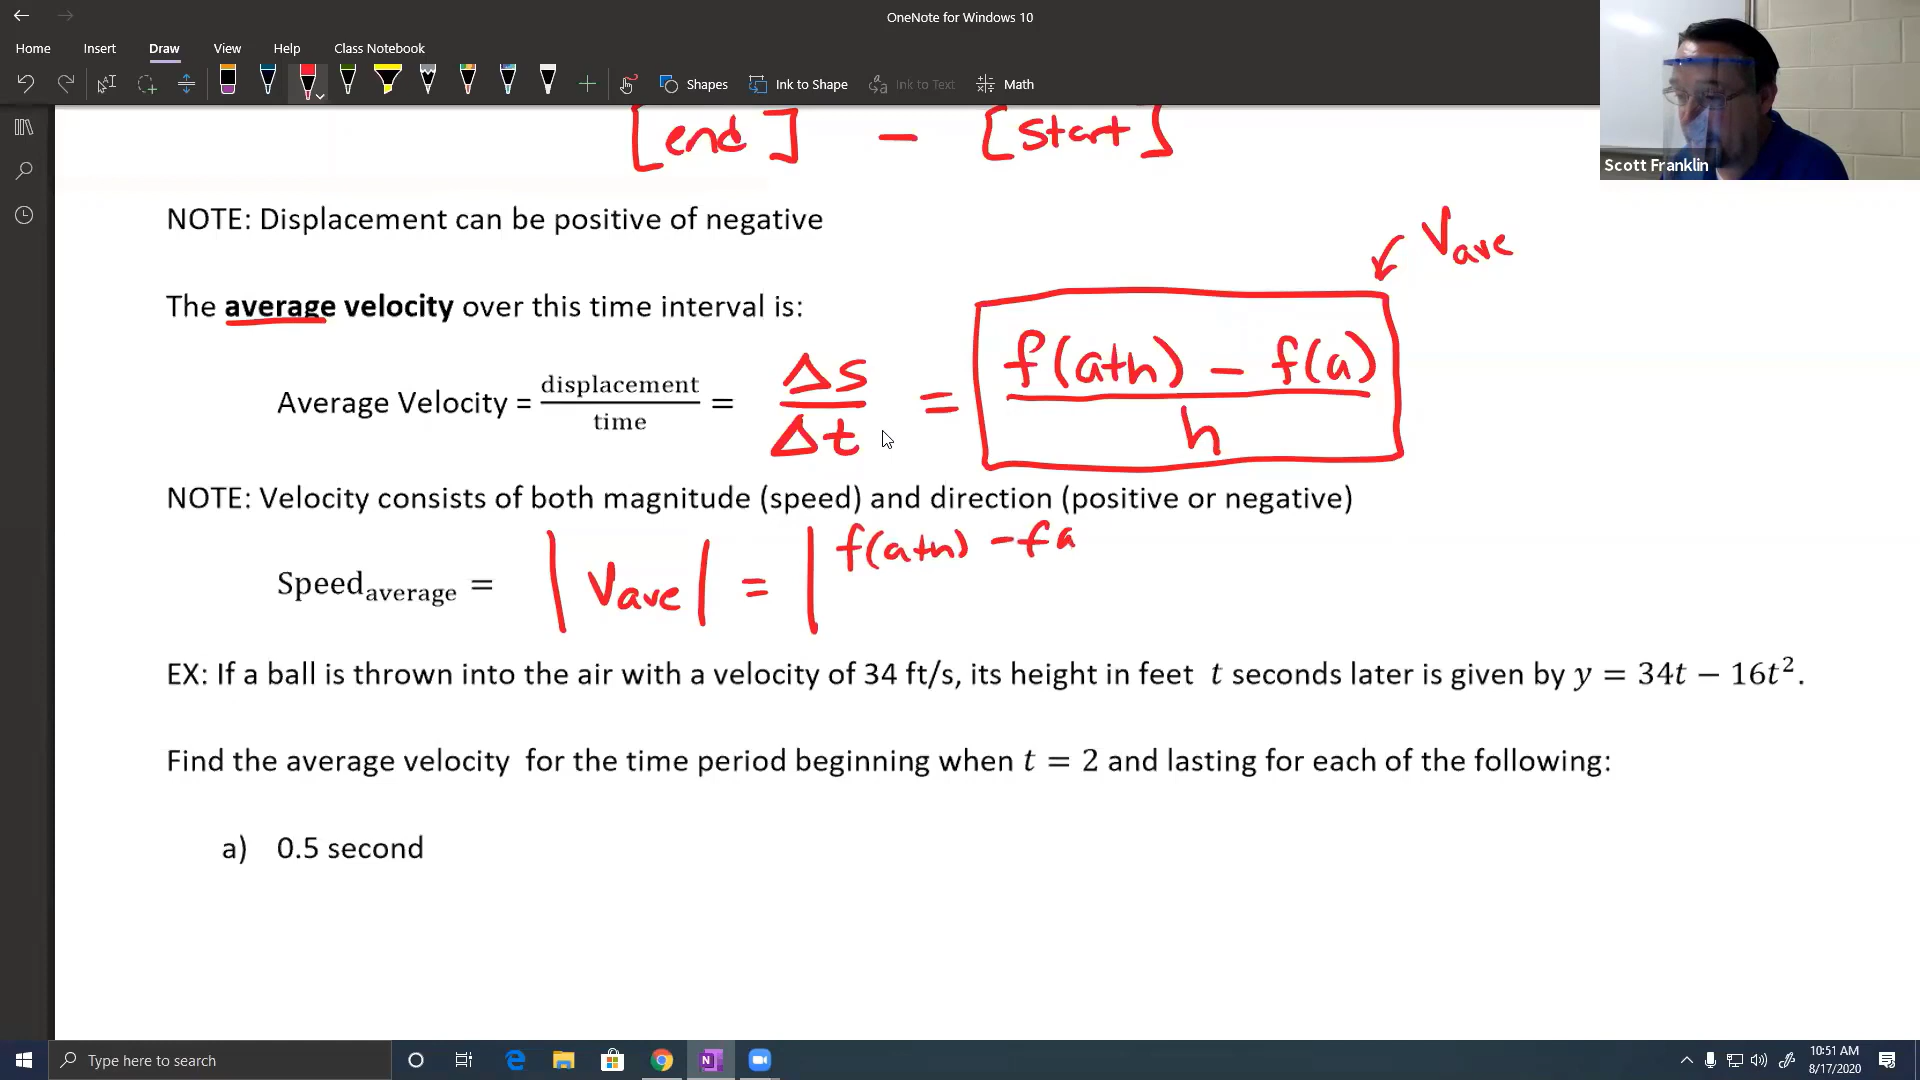 OneNote for Windows 10
Home Insert Draw View Help Class Notebook
Shapes Ink to Shape Ink to Text Math
Scott Franklin
[end] − [start]
NOTE: Displacement can be positive of negative
Vave
The average velocity over this time interval is:
Average Velocity = displacement/time = Δs/Δt = f(a+h) − f(a)/h
NOTE: Velocity consists of both magnitude (speed) and direction (positive or negative)
Speedaverage = |Vave| = |f(a+h) − fa
EX: If a ball is thrown into the air with a velocity of 34 ft/s, its height in feet t seconds later is given by y = 34t − 16t².
Find the average velocity for the time period beginning when t = 2 and lasting for each of the following:
a) 0.5 second
Type here to search
10:51 AM
8/17/2020